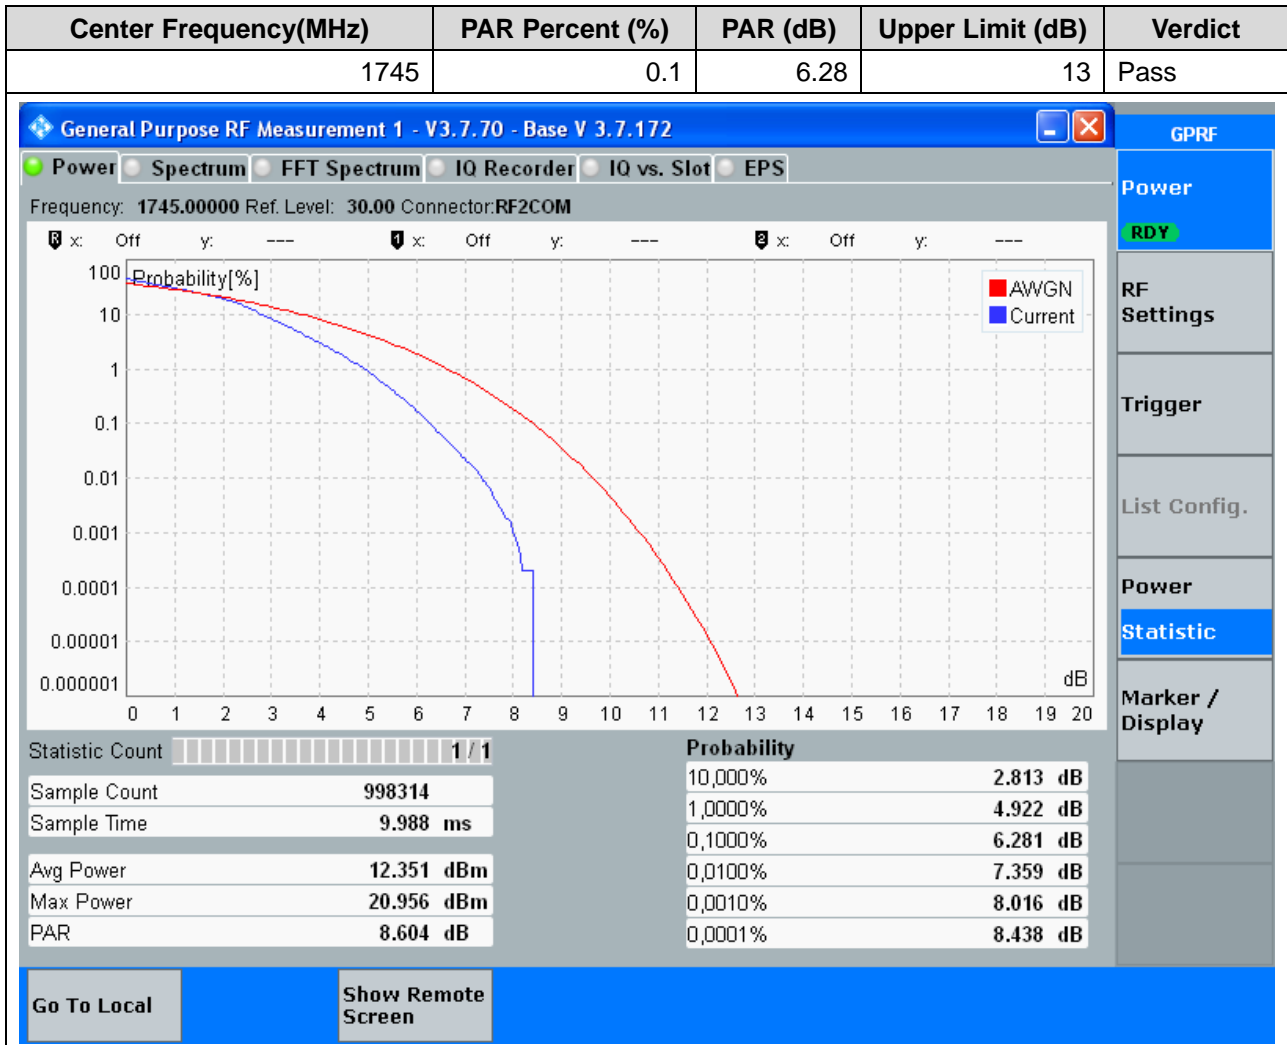 Center Frequency(MHz) PAR Percent (%) PAR (dB) Upper Limit (dB) Verdict
1745 0.1 6.28 13 Pass
General Purpose RF Measurement 1 - V3.7.70 - Base V 3.7.172
GPRF
Power Spectrum FFT Spectrum IQ Recorder IQ vs. Slot EPS
Power
RDY
Frequency: 1745.00000 Ref. Level: 30.00 Connector:RF2COM
R x: Off y: --- 1 x: Off y: --- 2 x: Off y: ---
Probability[%]
AWGN
Current
100
10
1
0.1
0.01
0.001
0.0001
0.00001
0.000001
dB
0 1 2 3 4 5 6 7 8 9 10 11 12 13 14 15 16 17 18 19 20
RF
Settings
Trigger
List Config.
Power
Statistic
Marker /
Display
Statistic Count 1 / 1
Sample Count 998314
Sample Time 9.988 ms
Avg Power 12.351 dBm
Max Power 20.956 dBm
PAR 8.604 dB
Probability
10,000% 2.813 dB
1,0000% 4.922 dB
0,1000% 6.281 dB
0,0100% 7.359 dB
0,0010% 8.016 dB
0,0001% 8.438 dB
Go To Local
Show Remote
Screen